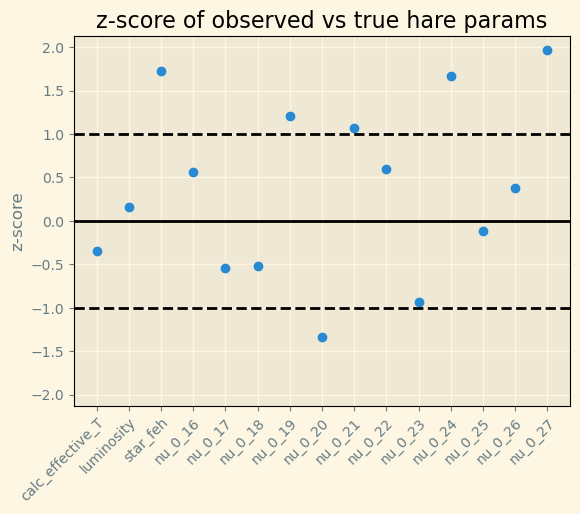 z-score of observed vs true hare params
z-score
2.0
1.5
1.0
0.5
0.0
−0.5
−1.0
−1.5
−2.0
calc_effective_T
luminosity
star_feh
nu_0_16
nu_0_17
nu_0_18
nu_0_19
nu_0_20
nu_0_21
nu_0_22
nu_0_23
nu_0_24
nu_0_25
nu_0_26
nu_0_27